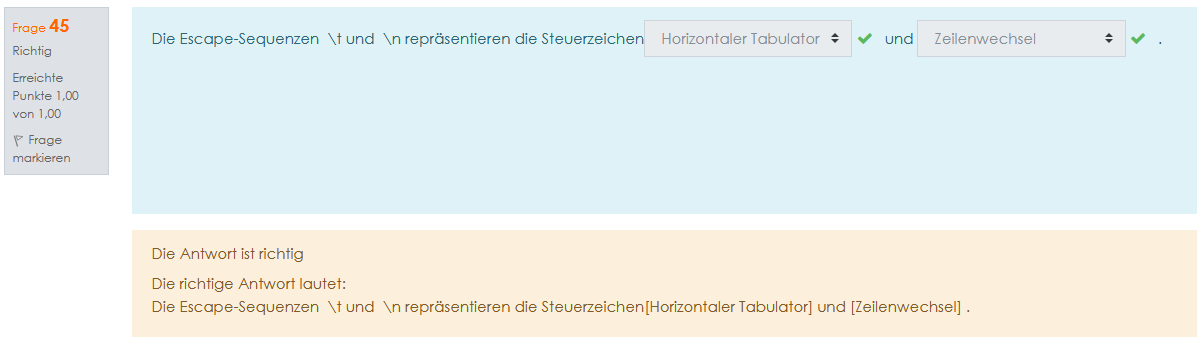 Frage 45
Richtig
Erreichte
Punkte 1,00
von 1,00
Frage
markieren
Die Escape-Sequenzen \t und \n repräsentieren die Steuerzeichen Horizontaler Tabulator und Zeilenwechsel .
Die Antwort ist richtig
Die richtige Antwort lautet:
Die Escape-Sequenzen \t und \n repräsentieren die Steuerzeichen[Horizontaler Tabulator] und [Zeilenwechsel] .